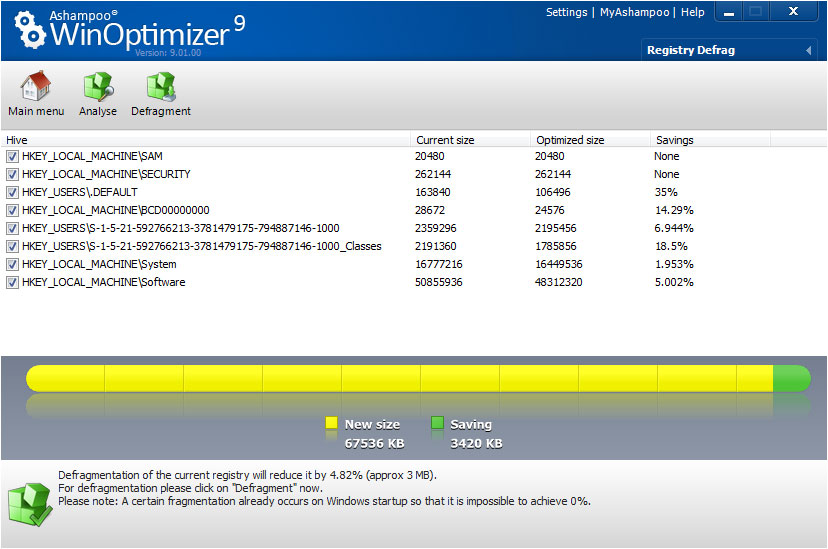 Ashampoo®
WinOptimizer 9
Version: 9.01.00
Settings | MyAshampoo | Help
Registry Defrag
Main menu Analyse Defragment
Hive Current size Optimized size Savings
HKEY_LOCAL_MACHINE\SAM 20480 20480 None
HKEY_LOCAL_MACHINE\SECURITY 262144 262144 None
HKEY_USERS\.DEFAULT 163840 106496 35%
HKEY_LOCAL_MACHINE\BCD00000000 28672 24576 14.29%
HKEY_USERS\S-1-5-21-592766213-3781479175-794887146-1000 2359296 2195456 6.944%
HKEY_USERS\S-1-5-21-592766213-3781479175-794887146-1000_Classes 2191360 1785856 18.5%
HKEY_LOCAL_MACHINE\System 16777216 16449536 1.953%
HKEY_LOCAL_MACHINE\Software 50855936 48312320 5.002%
New size Saving
67536 KB 3420 KB
Defragmentation of the current registry will reduce it by 4.82% (approx 3 MB).
For defragmentation please click on "Defragment" now.
Please note: A certain fragmentation already occurs on Windows startup so that it is impossible to achieve 0%.